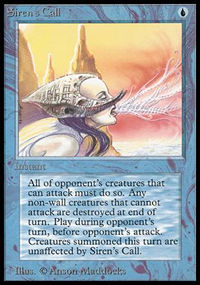 Siren's Call
Instant
All of opponent's creatures that
can attack must do so. Any
non-wall creatures that cannot
attack are destroyed at end of
turn. Play during opponent's
turn, before opponent's attack.
Creatures summoned this turn are
unaffected by Siren's Call.
Illus. © Anson Maddocks